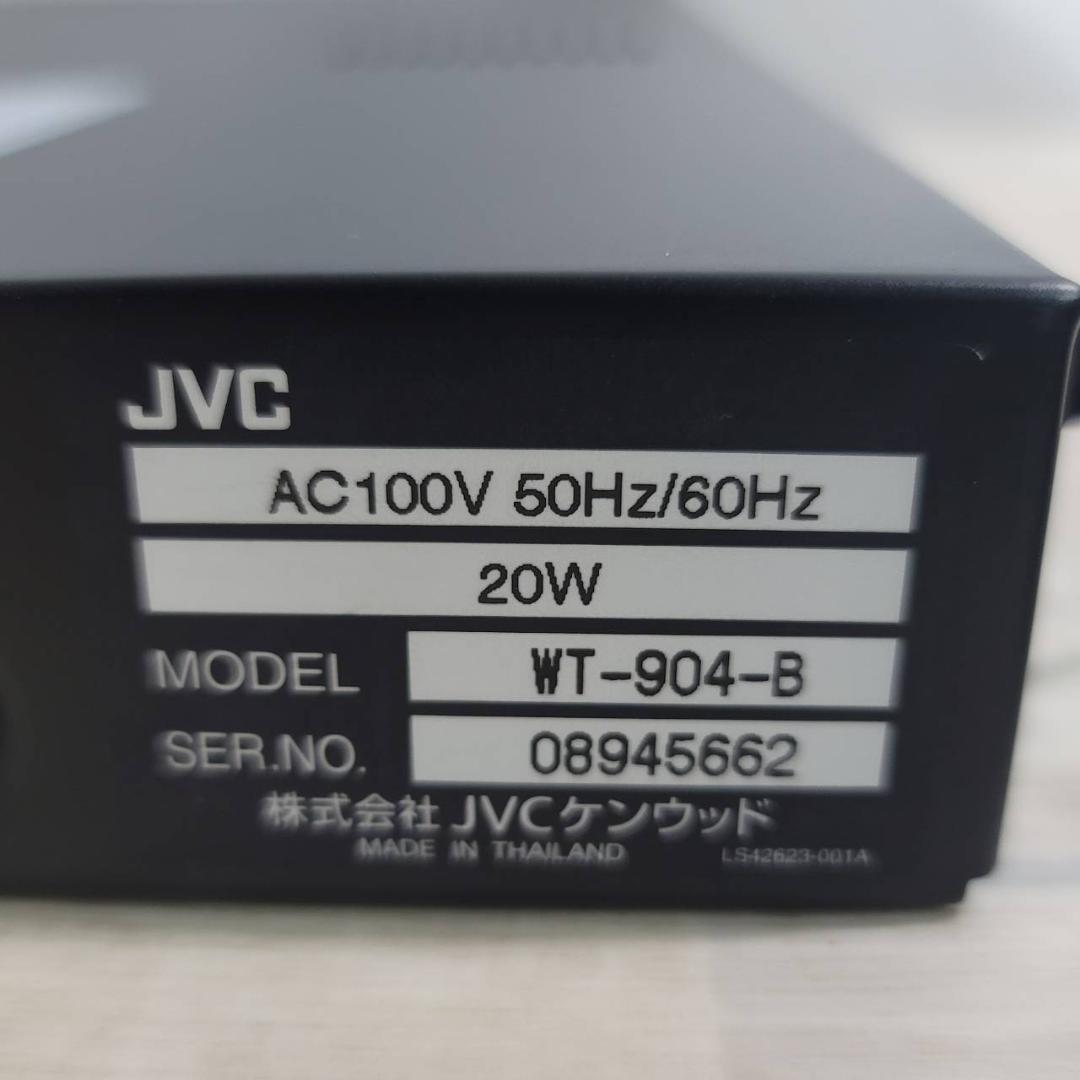 JVC
AC100V 50Hz/60Hz
20W
MODEL WT-904-B
SER.NO. 08945662
株式会社 JVCケンウッド
MADE IN THAILAND LS42623-001A